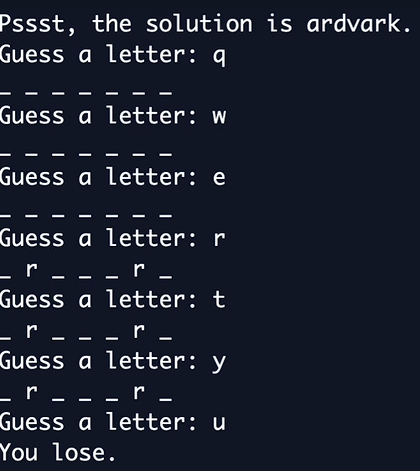 Pssst, the solution is ardvark.
Guess a letter: q
_ _ _ _ _ _ _
Guess a letter: w
_ _ _ _ _ _ _
Guess a letter: e
_ _ _ _ _ _ _
Guess a letter: r
_ r _ _ _ r _
Guess a letter: t
_ r _ _ _ r _
Guess a letter: y
_ r _ _ _ r _
Guess a letter: u
You lose.